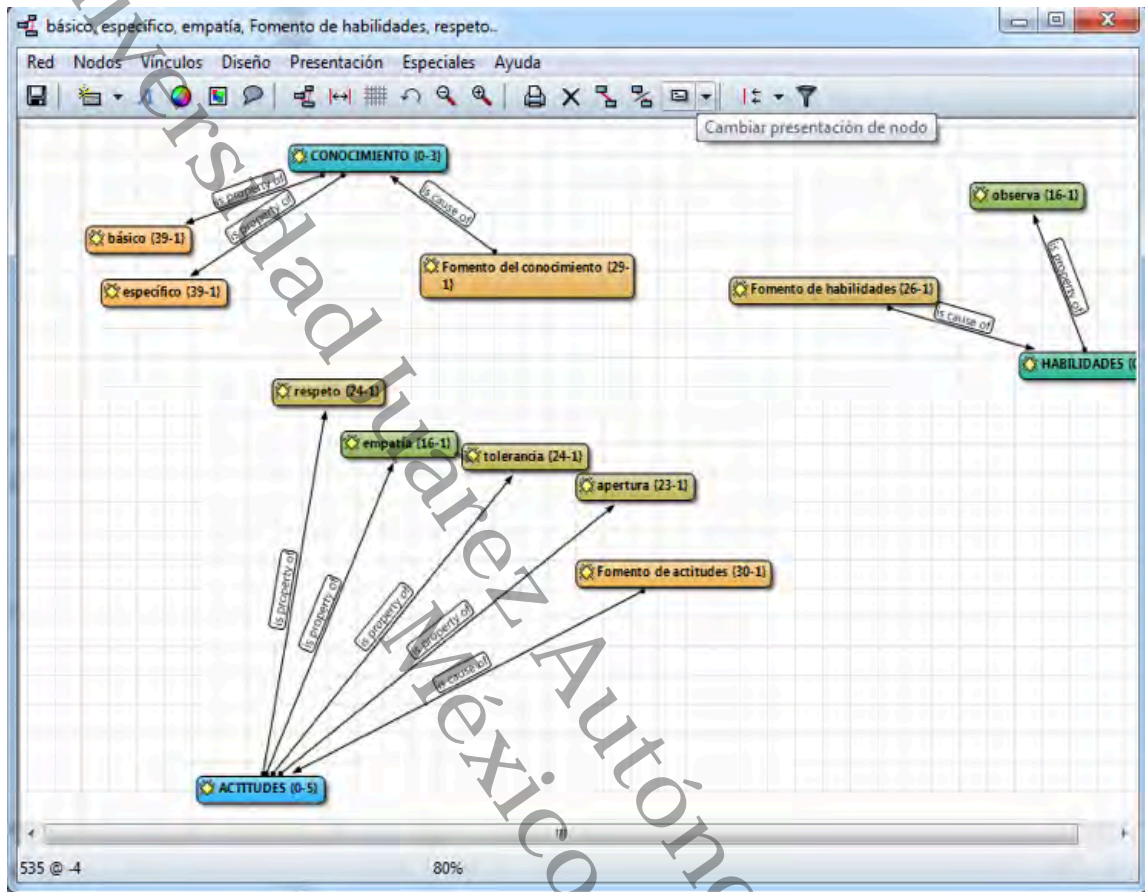 básico, específico, empatía, Fomento de habilidades, respeto..
Red Nodos Vínculos Diseño Presentación Especiales Ayuda
Cambiar presentación de nodo
CONOCIMIENTO {0-3}
is property of
is property of
is cause of
observa {16-1}
básico {39-1}
is property of
Fomento del conocimiento {29-
1}
específico {39-1}
Fomento de habilidades {26-1}
is cause of
HABILIDADES {0
respeto {24-1}
empatía {16-1}
tolerancia {24-1}
apertura {23-1}
Fomento de actitudes {30-1}
is property of
is property of
is property of
is property of
is cause of
ACTITUDES {0-5}
535 @ -4
80%
Juárez Autón
México